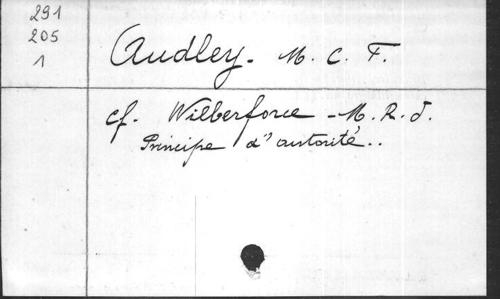 291
205
1
Audley. M. C. F.
cf. Wilberforce - M. R. J.
Principe d'autorité..